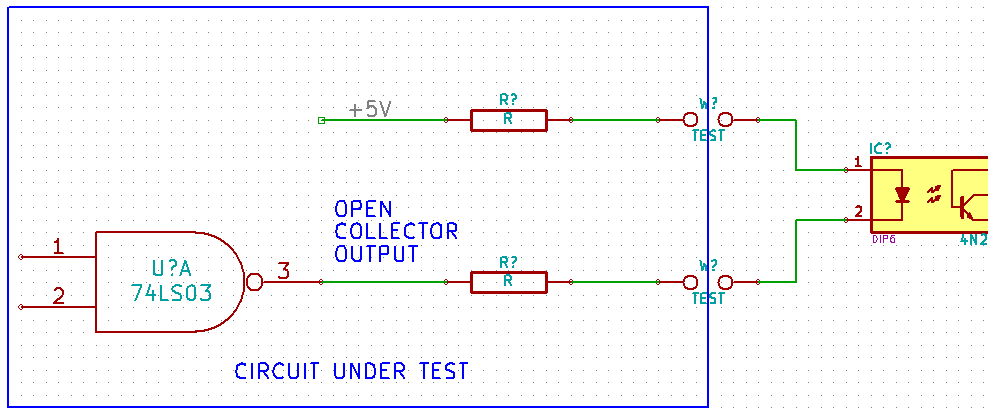 R?
W?
+5V
R
TEST
IC?
1
2
OPEN
COLLECTOR
OUTPUT
DIP6
4N2
1
U?A
3
R?
W?
74LS03
R
2
TEST
CIRCUIT UNDER TEST